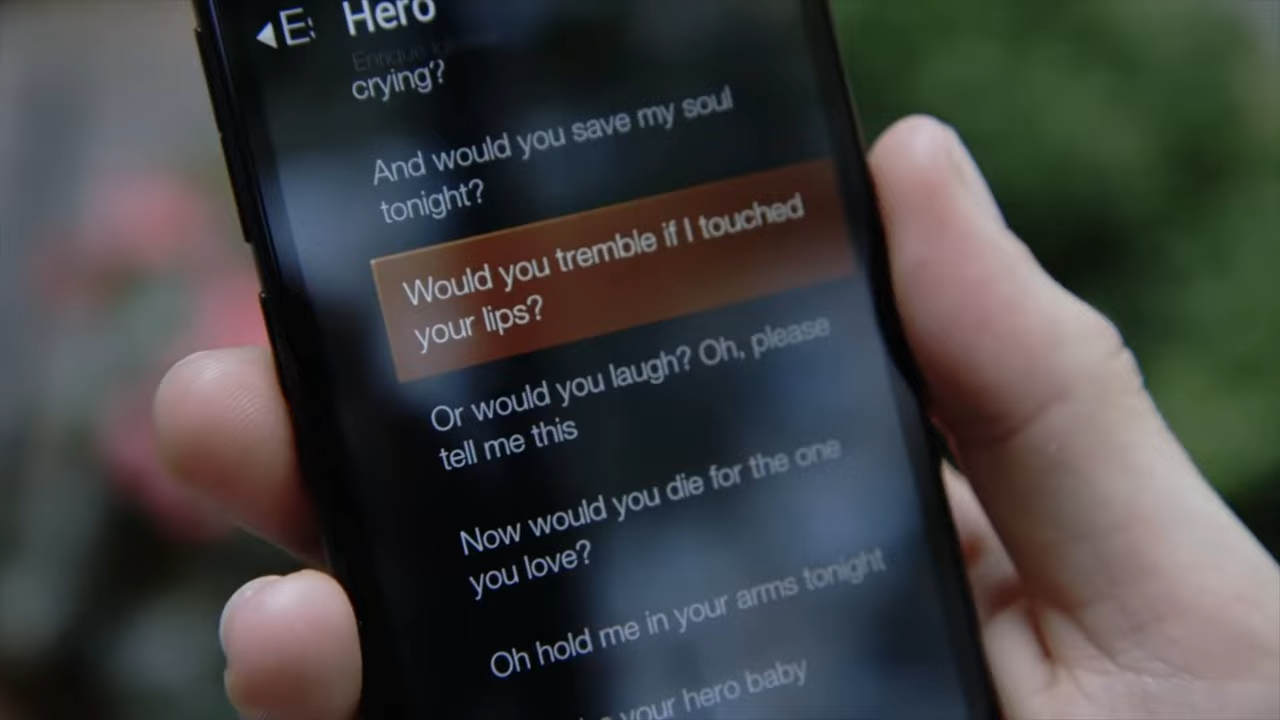 Hero
Enrique
crying?
And would you save my soul
tonight?
Would you tremble if I touched
your lips?
Or would you laugh? Oh, please
tell me this
Now would you die for the one
you love?
Oh hold me in your arms tonight
your hero baby